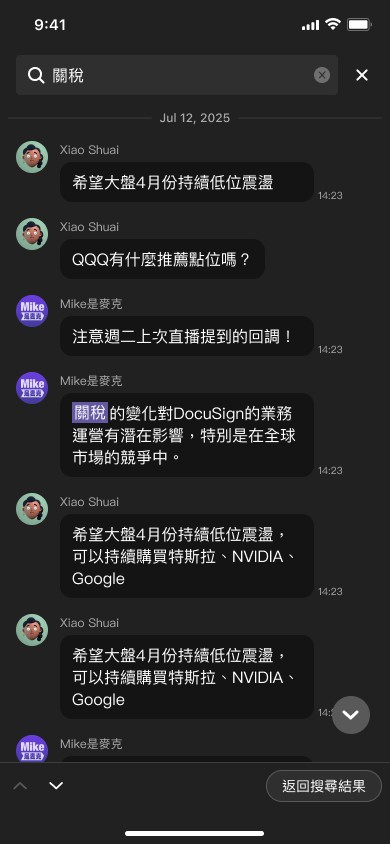 9:41
關稅
Jul 12, 2025
Xiao Shuai
希望大盤4月份持續低位震盪
14:23
Xiao Shuai
QQQ有什麼推薦點位嗎？
Mike是麥克
Mike
注意週二上次直播提到的回調！
14:23
Mike是麥克
Mike
關稅的變化對DocuSign的業務
運營有潛在影響，特別是在全球
市場的競爭中。
14:23
Xiao Shuai
希望大盤4月份持續低位震盪，
可以持續購買特斯拉、NVIDIA、
Google
14:23
Xiao Shuai
希望大盤4月份持續低位震盪，
可以持續購買特斯拉、NVIDIA、
Google
Mike是麥克
Mike
返回搜尋結果